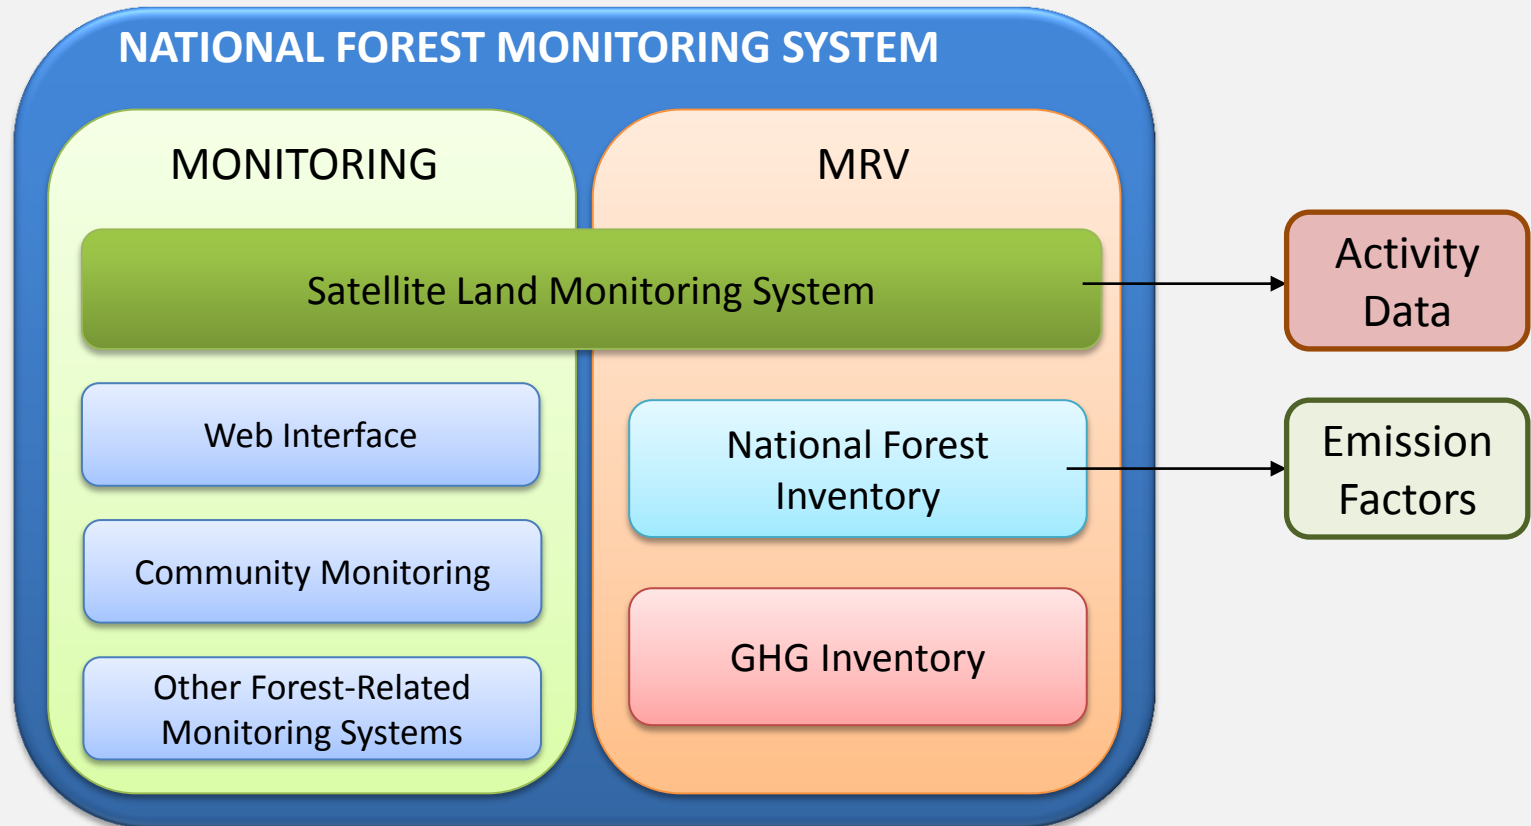 NATIONAL FOREST MONITORING SYSTEM
MONITORING
MRV
Satellite Land Monitoring System
Web Interface
Community Monitoring
Other Forest-Related
Monitoring Systems
National Forest
Inventory
GHG Inventory
Activity
Data
Emission
Factors